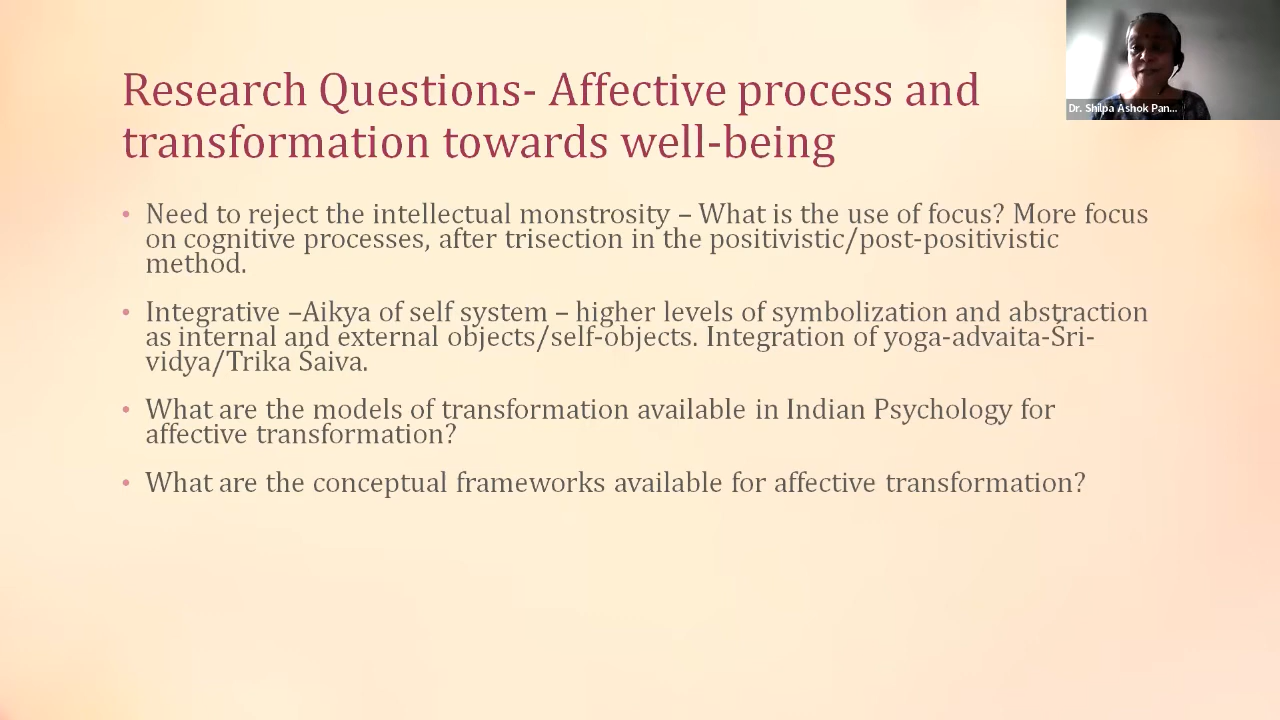 Research Questions- Affective process and
transformation towards well-being
Dr. Shilpa Ashok Pan...
• Need to reject the intellectual monstrosity – What is the use of focus? More focus
on cognitive processes, after trisection in the positivistic/post-positivistic
method.
• Integrative –Aikya of self system – higher levels of symbolization and abstraction
as internal and external objects/self-objects. Integration of yoga-advaita-Śri-
vidya/Trika Śaiva.
• What are the models of transformation available in Indian Psychology for
affective transformation?
• What are the conceptual frameworks available for affective transformation?